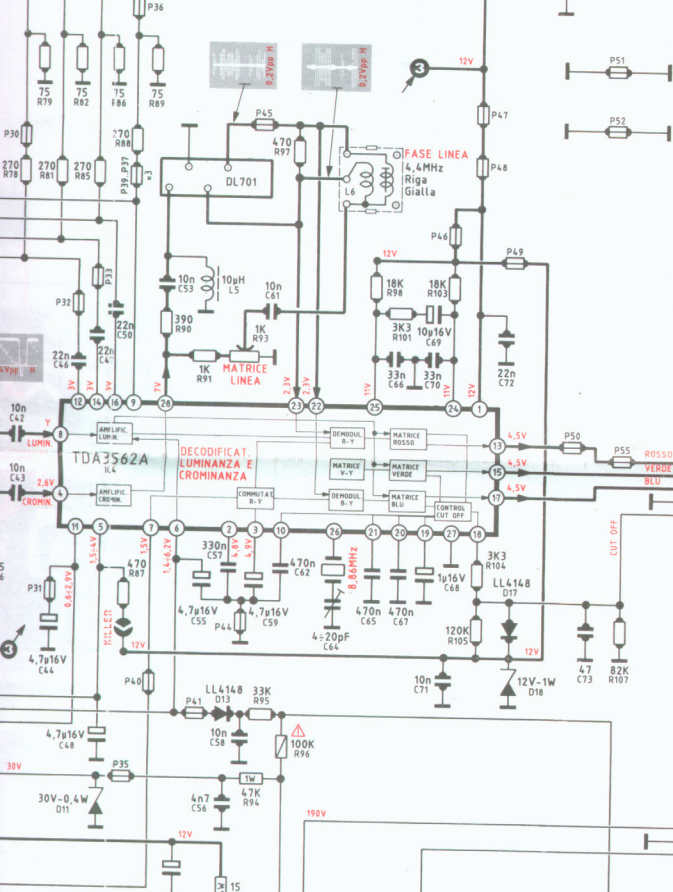 P36
75 R79
75 R82
75 R86
75 R89
0,2Vpp H
0,2Vpp H
3
12V
P51
P52
P30
270 R78
270 R81
270 R85
270 R88
P39..P37 ×3
P45
470 R97
DL701
FASE LINEA
L6
4,4MHz
Riga
Gialla
P47
P48
P46
P49
12V
P33
P32
22n C46
22n
22n C50
10n C53
10µH L5
10n C61
390 R90
1K R93
1K R91
MATRICE
LINEA
18K R98
18K R103
3K3 R101
10µ16V C69
33n C66
33n C70
22n C72
3V
3V
3V
7V
2,3V
2,3V
11V
11V
12V
12
14
16
9
28
23
22
25
24
1
10n C42
Y
LUMIN.
8
AMPLIFIC. LUMIN.
TDA3562A
IC4
DECODIFICAT.
LUMINANZA E
CROMINANZA
DEMODUL. R-Y
MATRICE ROSSO
MATRICE V-Y
MATRICE VERDE
DEMODUL. B-Y
MATRICE BLU
CONTROL CUT OFF
COMMUTAT. R-Y
AMPLIFIC. CROMIN.
10n C43
2,6V
CROMIN.
4
13
4,5V
P50
P55
ROSSO
15
4,5V
VERDE
17
4,5V
BLU
11
5
7
6
2
3
10
26
21
20
19
27
18
0,6÷2,9V
1,5÷4V
1,5V
1,4÷6,2V
4,8V
4,9V
470 R87
330n C57
470n C62
8,86MHz
4,7µ16V C55
4,7µ16V C59
P44
4÷20pF C64
470n C65
470n C67
1µ16V C68
3K3 R104
LL4148 D17
CUT OFF
P31
3
4,7µ16V C44
KILLER
12V
120K R105
12V
10n C71
12V-1W D18
47 C73
82K R107
P40
P41
LL4148 D13
33K R95
10n C58
100K R96
4,7µ16V C48
30V
P35
30V-0,4W D11
4n7 C56
1W
47K R94
12V
190V
15